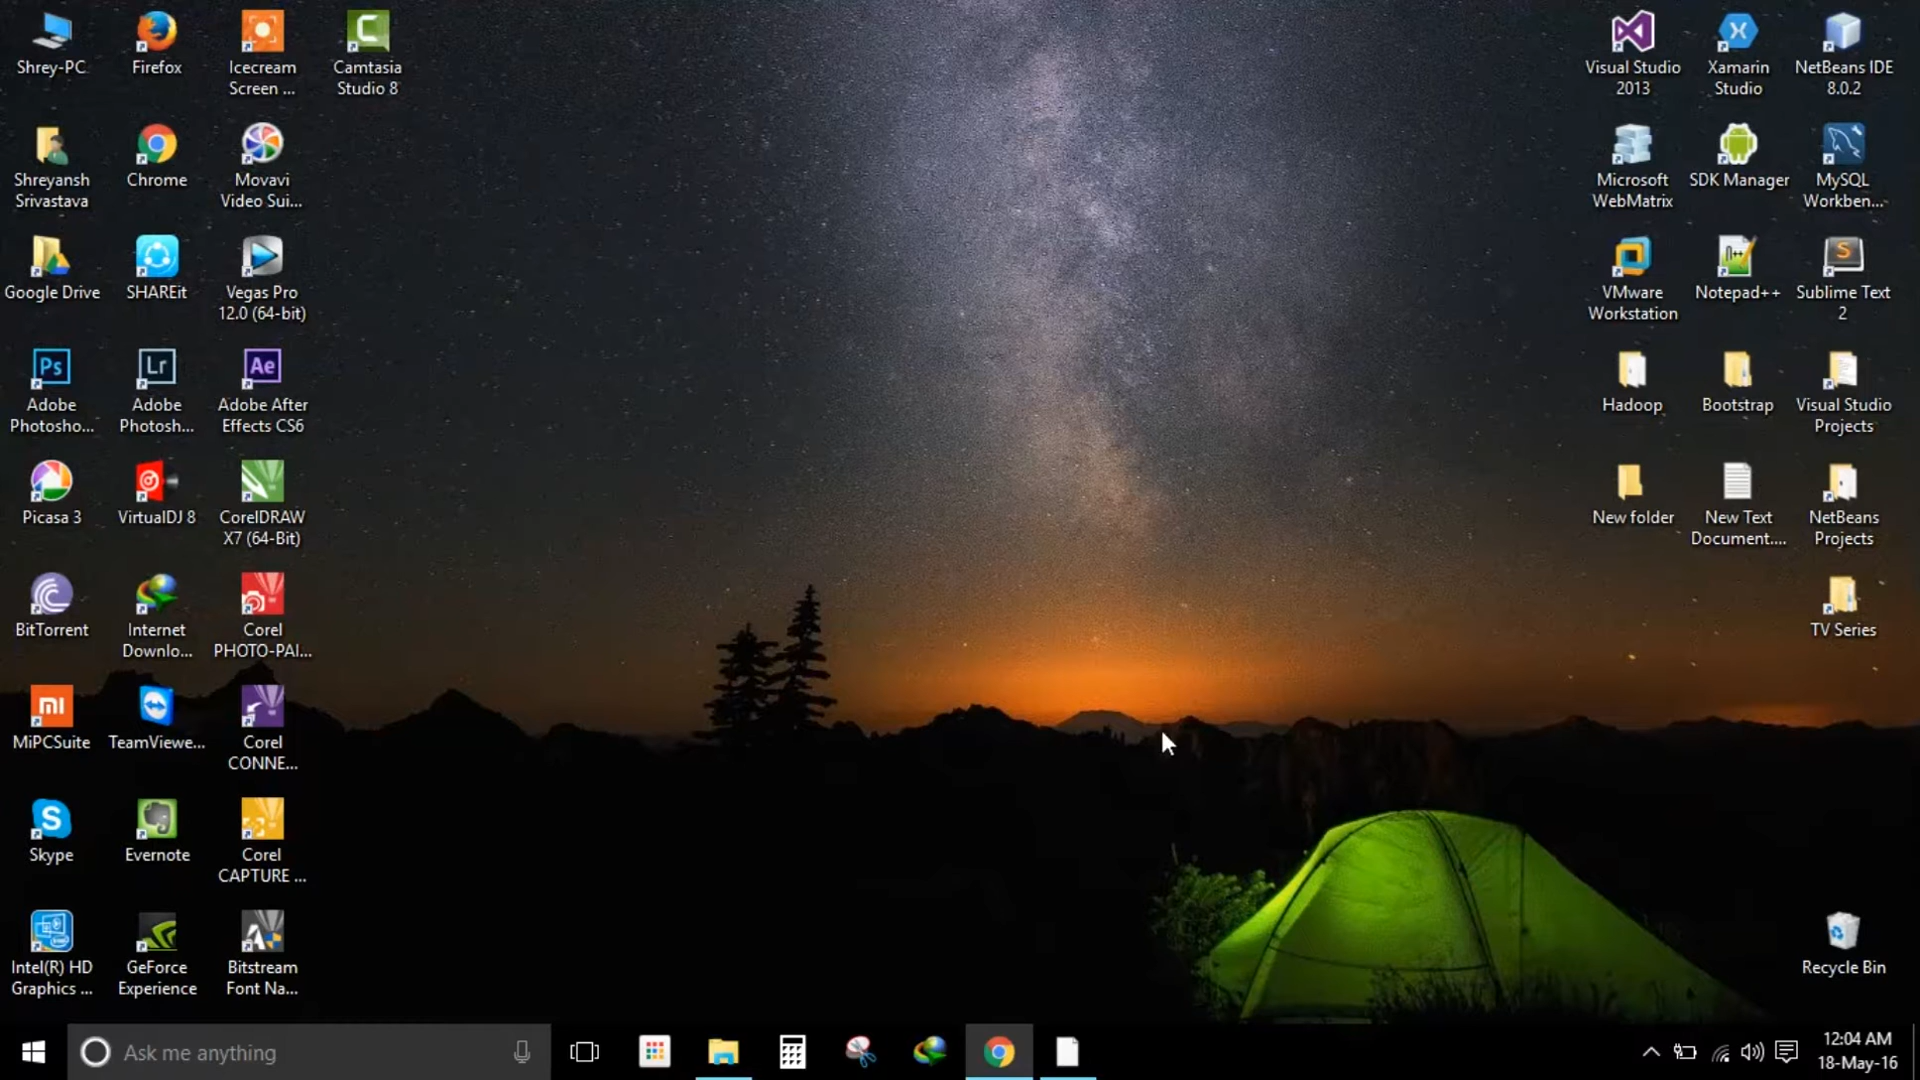 Shrey-PC
Firefox
Icecream
Screen ...
Camtasia
Studio 8
Visual Studio
2013
Xamarin
Studio
NetBeans IDE
8.0.2
Shreyansh
Srivastava
Chrome
Movavi
Video Sui...
Microsoft
WebMatrix
SDK Manager
MySQL
Workben...
Google Drive
SHAREit
Vegas Pro
12.0 (64-bit)
VMware
Workstation
Notepad++
Sublime Text
2
Ps
Adobe
Photosho...
Lr
Adobe
Photosh...
Ae
Adobe After
Effects CS6
Hadoop
Bootstrap
Visual Studio
Projects
Picasa 3
VirtualDJ 8
CorelDRAW
X7 (64-Bit)
New folder
New Text
Document....
NetBeans
Projects
BitTorrent
Internet
Downlo...
Corel
PHOTO-PAI...
TV Series
mi
MiPCSuite
TeamViewe...
Corel
CONNE...
Skype
Evernote
Corel
CAPTURE ...
Intel(R) HD
Graphics ...
GeForce
Experience
Bitstream
Font Na...
Recycle Bin
Ask me anything
12:04 AM
18-May-16